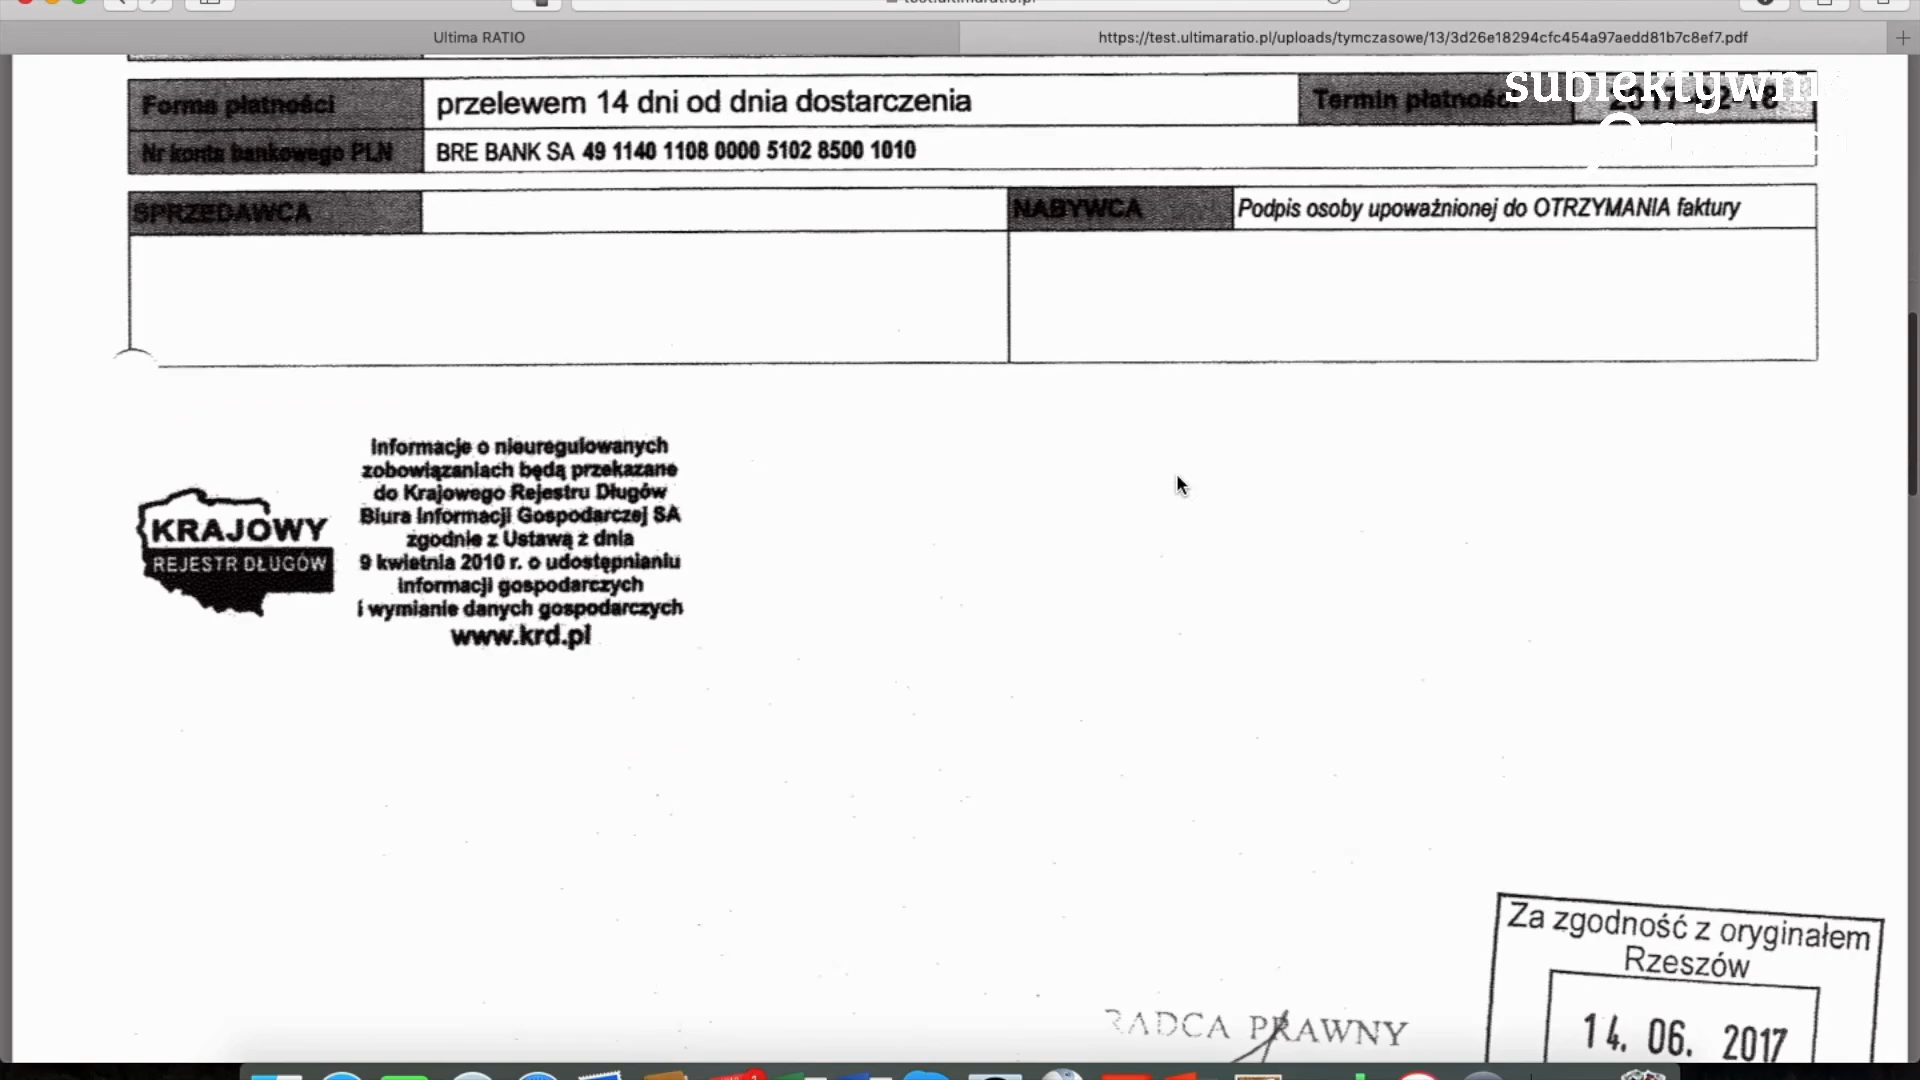 Ultima RATIO
https://test.ultimaratio.pl/uploads/tymczasowe/13/3d26e18294cfc454a97aedd81b7c8ef7.pdf
subiektywni
Forma płatności przelewem 14 dni od dnia dostarczenia Termin płatności
Nr konta bankowego PLN BRE BANK SA 49 1140 1108 0000 5102 8500 1010
SPRZEDAWCA NABYWCA Podpis osoby upoważnionej do OTRZYMANIA faktury
Informacje o nieuregulowanych
zobowiązaniach będą przekazane
do Krajowego Rejestru Długów
Biura Informacji Gospodarczej SA
zgodnie z Ustawą z dnia
9 kwietnia 2010 r. o udostępnianiu
informacji gospodarczych
i wymianie danych gospodarczych
www.krd.pl
KRAJOWY
REJESTR DŁUGÓW
Za zgodność z oryginałem
Rzeszów
14. 06. 2017
RADCA PRAWNY